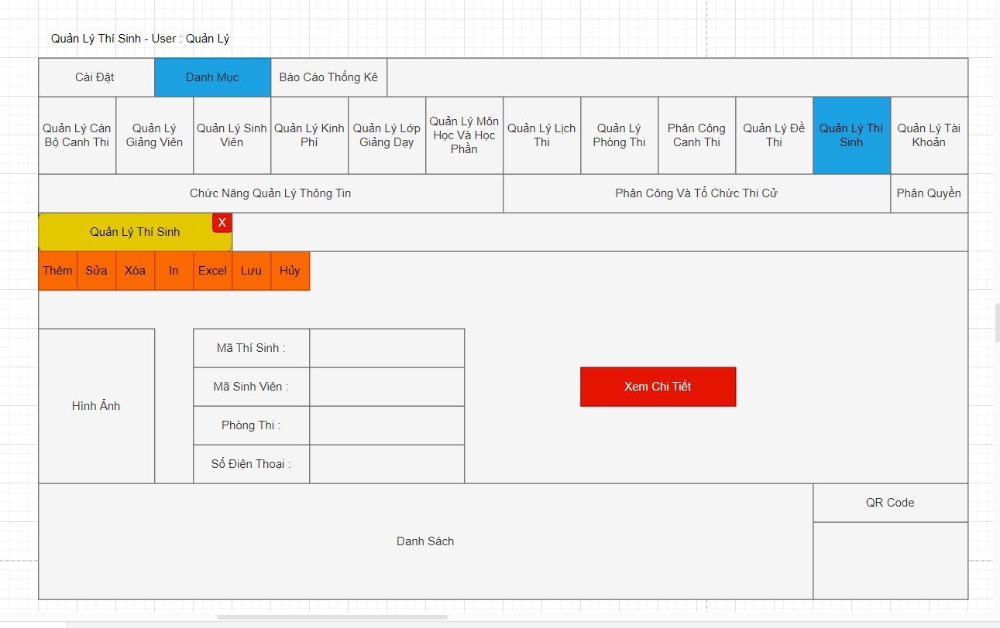 Quản Lý Thí Sinh - User : Quản Lý
Cài Đặt
Danh Mục
Báo Cáo Thống Kê
Quản Lý Cán
Bộ Canh Thi
Quản Lý
Giảng Viên
Quản Lý Sinh
Viên
Quản Lý Kinh
Phí
Quản Lý Lớp
Giảng Dạy
Quản Lý Môn
Học Và Học
Phần
Quản Lý Lịch
Thi
Quản Lý
Phòng Thi
Phân Công
Canh Thi
Quản Lý Đề
Thi
Quản Lý Thí
Sinh
Quản Lý Tài
Khoản
Chức Năng Quản Lý Thông Tin
Phân Công Và Tổ Chức Thi Cử
Phân Quyền
Quản Lý Thí Sinh
X
Thêm
Sửa
Xóa
In
Excel
Lưu
Hủy
Hình Ảnh
Mã Thí Sinh :
Mã Sinh Viên :
Phòng Thi :
Số Điện Thoại :
Xem Chi Tiết
Danh Sách
QR Code